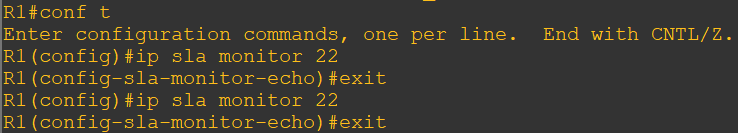 R1#conf t
Enter configuration commands, one per line.  End with CNTL/Z.
R1(config)#ip sla monitor 22
R1(config-sla-monitor-echo)#exit
R1(config)#ip sla monitor 22
R1(config-sla-monitor-echo)#exit